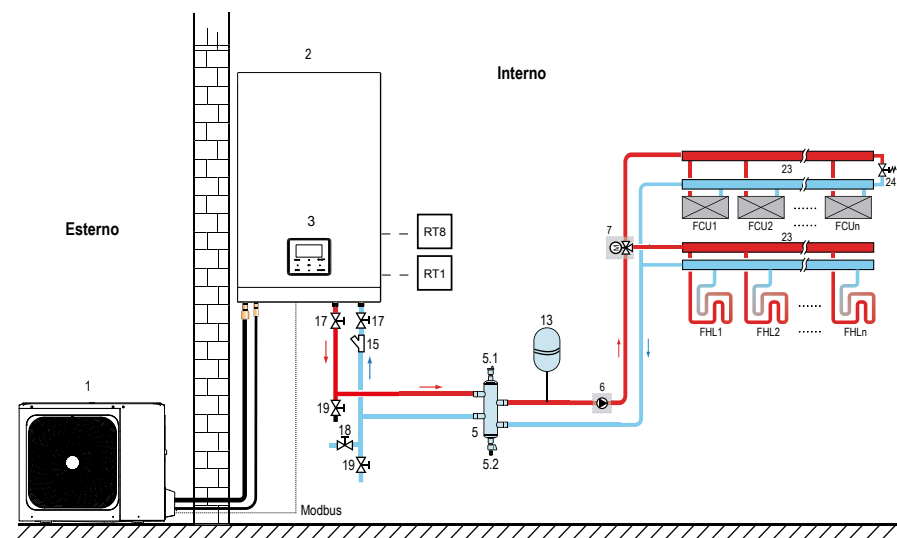 2
Interno
23
24
FCU1
FCU2
......
FCUn
3
RT8
Esterno
7
23
RT1
17
17
FHL1
FHL2
......
......
FHLn
13
15
5.1
1
6
19
18
5
19
5.2
Modbus